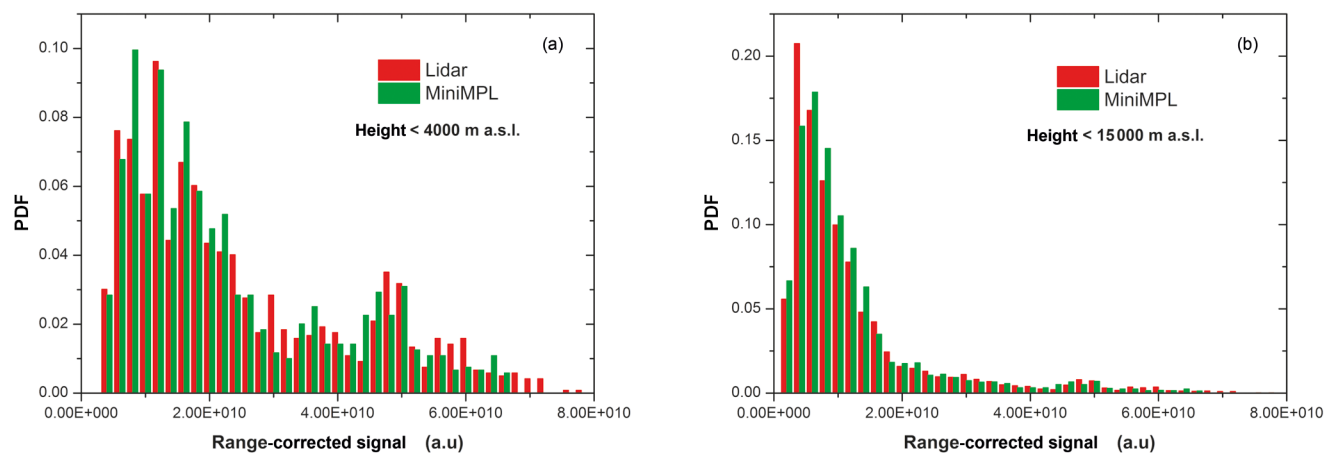 (a)
Lidar
MiniMPL
Height < 4000 m a.s.l.
PDF
0.10
0.08
0.06
0.04
0.02
0.00
0.00E+000 2.00E+010 4.00E+010 6.00E+010 8.00E+010
Range-corrected signal (a.u)
(b)
Lidar
MiniMPL
Height < 15000 m a.s.l.
PDF
0.20
0.15
0.10
0.05
0.00
0.00E+000 2.00E+010 4.00E+010 6.00E+010 8.00E+010
Range-corrected signal (a.u)